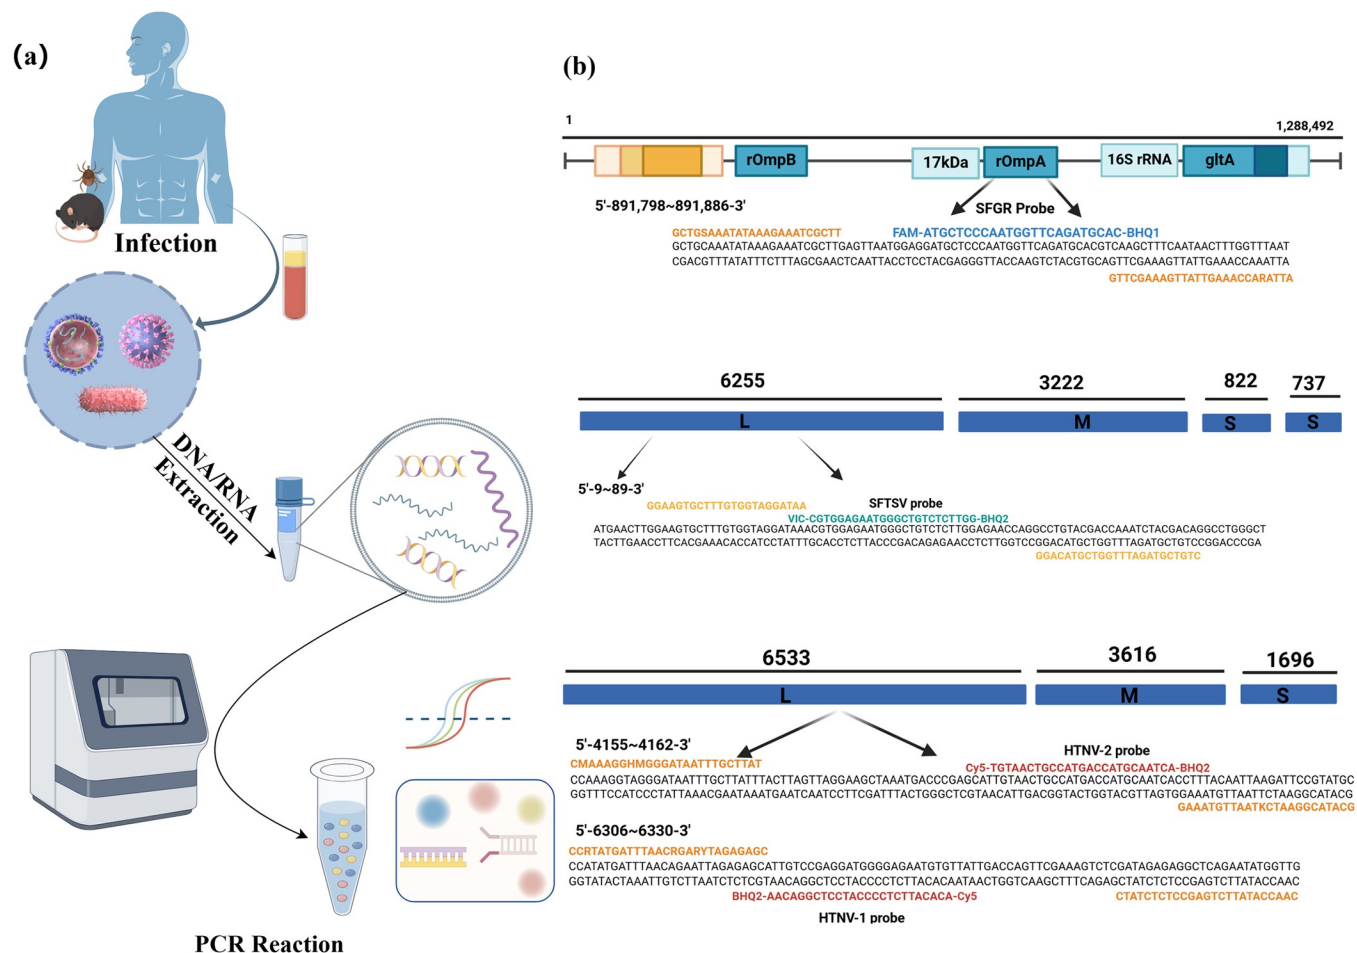 (a)
Infection
DNA/RNA
Extraction
PCR Reaction
(b)
1
1,288,492
rOmpB
17kDa
rOmpA
16S rRNA
gltA
5'-891,798~891,886-3'
SFGR Probe
GCTGSAAATATAAAGAAATCGCTT
FAM-ATGCTCCCAATGGTTCAGATGCAC-BHQ1
GCTGCAAATATAAAGAAATCGCTTGAGTTAATGGAGGATGCTCCCAATGGTTCAGATGCACGTCAAGCTTTCAATAACTTTGGTTTAAT
CGACGTTTATATTTCTTTAGCGAACTCAATTACCTCCTACGAGGGTTACCAAGTCTACGTGCAGTTCGAAAGTTATTGAAACCAAATTA
GTTCGAAAGTTATTGAAACCARATTA
6255
3222
822
737
L
M
S
S
5'-9~89-3'
GGAAGTGCTTTGTGGTAGGATAA
SFTSV probe
VIC-CGTGGAGAATGGGCTGTCTCTTGG-BHQ2
ATGAACTTGGAAGTGCTTTGTGGTAGGATAAACGTGGAGAATGGGCTGTCTCTTGGAGAACCAGGCCTGTACGACCAAATCTACGACAGGCCTGGGCT
TACTTGAACCTTCACGAAACACCATCCTATTTGCACCTCTTACCCGACAGAGAACCTCTTGGTCCGGACATGCTGGTTTAGATGCTGTCCGGACCCGA
GGACATGCTGGTTTAGATGCTGTC
6533
3616
1696
L
M
S
5'-4155~4162-3'
HTNV-2 probe
CMAAAGGHMGGGATAATTTGCTTAT
Cy5-TGTAACTGCCATGACCATGCAATCA-BHQ2
CCAAAGGTAGGGATAATTTGCTTATTTACTTAGTTAGGAAGCTAAATGACCCGAGCATTGTAACTGCCATGACCATGCAATCACCTTTACAATTAAGATTCCGTATGC
GGTTTCCATCCCTATTAAACGAATAAATGAATCAATCCTTCGATTTACTGGGCTCGTAACATTGACGGTACTGGTACGTTAGTGGAAATGTTAATTCTAAGGCATACG
GAAATGTTAATKCTAAGGCATACG
5'-6306~6330-3'
CCRTATGATTTAACRGARYTAGAGAGC
CCATATGATTTAACAGAATTAGAGAGCATTGTCCGAGGATGGGGAGAATGTGTTATTGACCAGTTCGAAAGTCTCGATAGAGAGGCTCAGAATATGGTTG
GGTATACTAAATTGTCTTAATCTCTCGTAACAGGCTCCTACCCCTCTTACACAATAACTGGTCAAGCTTTCAGAGCTATCTCTCCGAGTCTTATACCAAC
BHQ2-AACAGGCTCCTACCCCTCTTACACA-Cy5
CTATCTCTCCGAGTCTTATACCAAC
HTNV-1 probe